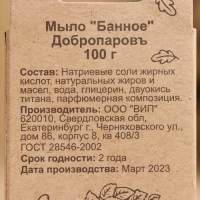 Мыло "Банное"
Добропаровъ
100 г
Состав: Натриевые соли жирных
кислот, натуральных жиров и
масел, вода, глицерин, двуокись
титана, парфюмерная композиция.
Производитель: ООО "ВИП"
620010, Свердловская обл,
Екатеринбург г., Черняховского ул.,
дом 86, корпус 8, кв 408/3
ГОСТ 28546-2002
Срок годности: 2 года
Дата производства: Март 2023